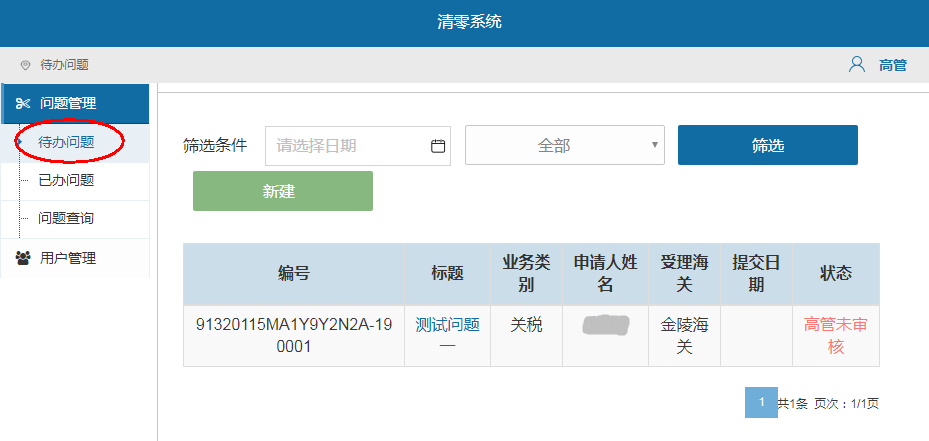 清零系统
待办问题
高管
问题管理
待办问题
已办问题
问题查询
用户管理
筛选条件 请选择日期 全部 筛选
新建
编号 标题 业务类别 申请人姓名 受理海关 提交日期 状态
91320115MA1Y9Y2N2A-190001 测试问题一 关税 金陵海关 高管未审核
1 共1条 页次：1/1页